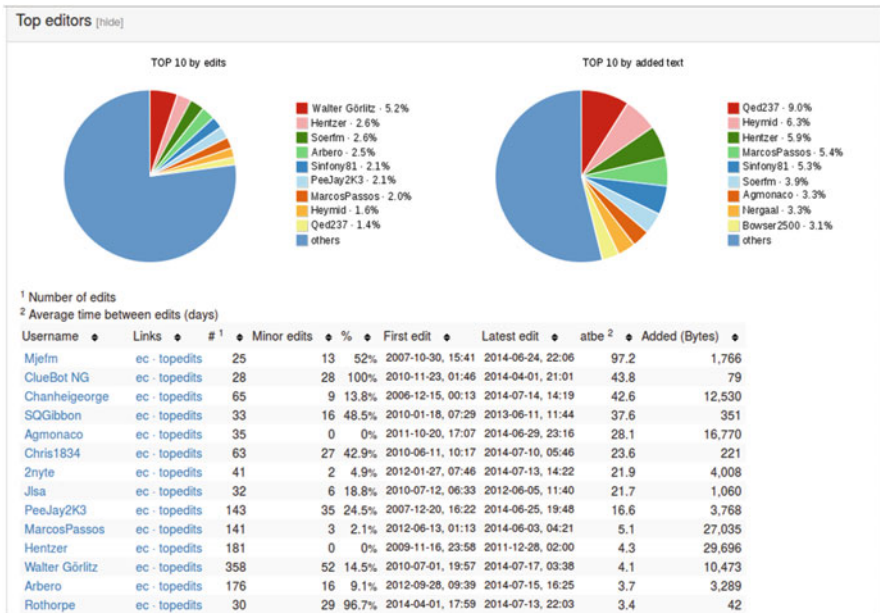 Top editors [hide]
TOP 10 by edits
Walter Görlitz · 5.2%
Hentzer · 2.6%
Soerfm · 2.6%
Arbero · 2.5%
Sinfony81 · 2.1%
PeeJay2K3 · 2.1%
MarcosPassos · 2.0%
Heymid · 1.6%
Qed237 · 1.4%
others
TOP 10 by added text
Qed237 · 9.0%
Heymid · 6.3%
Hentzer · 5.9%
MarcosPassos · 5.4%
Sinfony81 · 5.3%
Soerfm · 3.9%
Agmonaco · 3.3%
Nergaal · 3.3%
Bowser2500 · 3.1%
others
1 Number of edits
2 Average time between edits (days)
Username Links # 1 Minor edits % First edit Latest edit atbe 2 Added (Bytes)
Mjefm ec · topedits 25 13 52% 2007-10-30, 15:41 2014-06-24, 22:06 97.2 1,766
ClueBot NG ec · topedits 28 28 100% 2010-11-23, 01:46 2014-04-01, 21:01 43.8 79
Chanheigeorge ec · topedits 65 9 13.8% 2006-12-15, 00:13 2014-07-14, 14:19 42.6 12,530
SQGibbon ec · topedits 33 16 48.5% 2010-01-18, 07:29 2013-06-11, 11:44 37.6 351
Agmonaco ec · topedits 35 0 0% 2011-10-20, 17:07 2014-06-29, 23:16 28.1 16,770
Chris1834 ec · topedits 63 27 42.9% 2010-06-11, 10:17 2014-07-10, 05:46 23.6 221
2nyte ec · topedits 41 2 4.9% 2012-01-27, 07:46 2014-07-13, 14:22 21.9 4,008
Jlsa ec · topedits 32 6 18.8% 2010-07-12, 06:33 2012-06-05, 11:40 21.7 1,060
PeeJay2K3 ec · topedits 143 35 24.5% 2007-12-20, 16:22 2014-06-25, 19:48 16.6 3,768
MarcosPassos ec · topedits 141 3 2.1% 2012-06-13, 01:13 2014-06-03, 04:21 5.1 27,035
Hentzer ec · topedits 181 0 0% 2009-11-16, 23:58 2011-12-28, 02:00 4.3 29,696
Walter Görlitz ec · topedits 358 52 14.5% 2010-07-01, 19:57 2014-07-17, 03:38 4.1 10,473
Arbero ec · topedits 176 16 9.1% 2012-09-28, 09:39 2014-07-15, 16:25 3.7 3,289
Rothorpe ec · topedits 30 29 96.7% 2014-04-01, 17:59 2014-07-13, 22:03 3.4 42